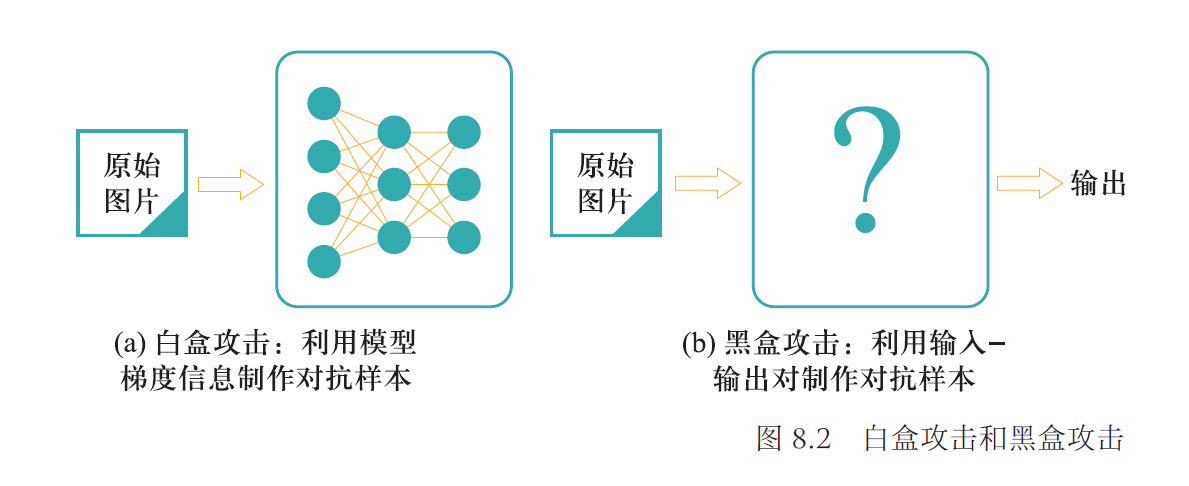 原始
图片
(a) 白盒攻击：利用模型
梯度信息制作对抗样本
原始
图片
?
输出
(b) 黑盒攻击：利用输入–
输出对制作对抗样本
图 8.2　白盒攻击和黑盒攻击